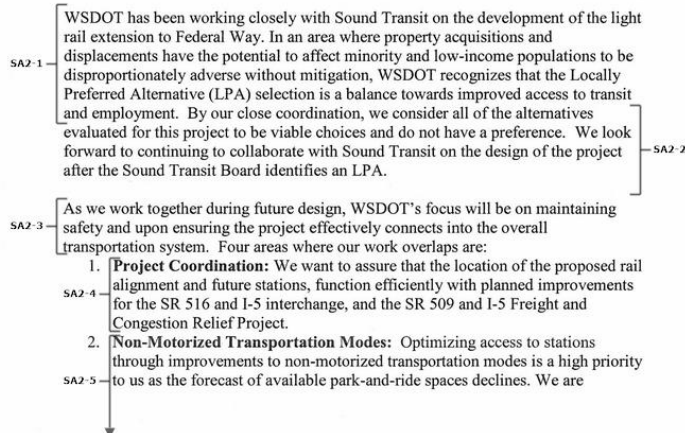 WSDOT has been working closely with Sound Transit on the development of the light
rail extension to Federal Way. In an area where property acquisitions and
displacements have the potential to affect minority and low-income populations to be
SA2-1
disproportionately adverse without mitigation, WSDOT recognizes that the Locally
Preferred Alternative (LPA) selection is a balance towards improved access to transit
and employment. By our close coordination, we consider all of the alternatives
evaluated for this project to be viable choices and do not have a preference. We look
SA2-2
forward to continuing to collaborate with Sound Transit on the design of the project
after the Sound Transit Board identifies an LPA.
As we work together during future design, WSDOT's focus will be on maintaining
SA2-3
safety and upon ensuring the project effectively connects into the overall
transportation system. Four areas where our work overlaps are:
1. Project Coordination: We want to assure that the location of the proposed rail
alignment and future stations, function efficiently with planned improvements
SA2-4
for the SR 516 and I-5 interchange, and the SR 509 and I-5 Freight and
Congestion Relief Project.
2. Non-Motorized Transportation Modes: Optimizing access to stations
through improvements to non-motorized transportation modes is a high priority
SA2-5
to us as the forecast of available park-and-ride spaces declines. We are